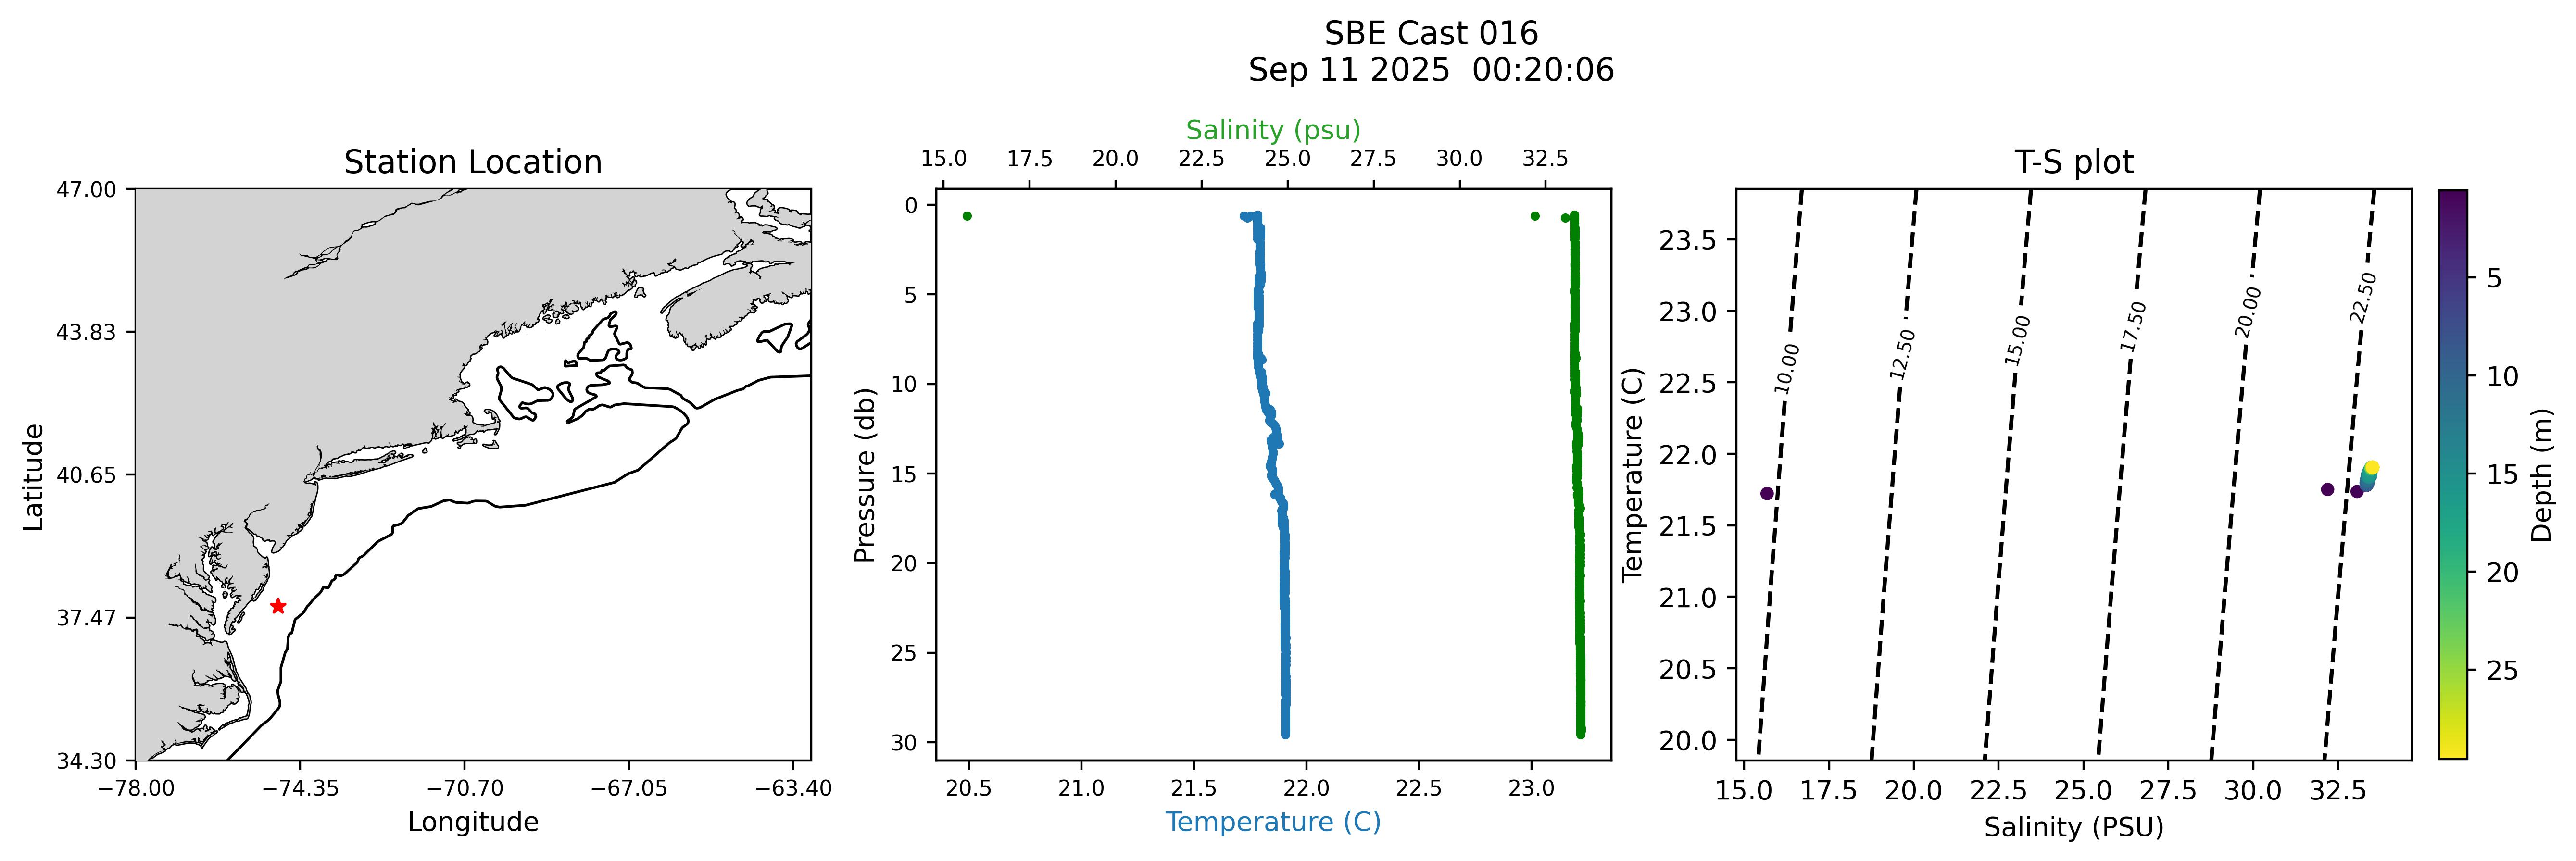 SBE Cast 016
Sep 11 2025  00:20:06
Station Location
47.00
43.83
40.65
37.47
34.30
Latitude
−78.00 −74.35 −70.70 −67.05 −63.40
Longitude
Salinity (psu)
15.0 17.5 20.0 22.5 25.0 27.5 30.0 32.5
0
5
10
15
20
25
30
Pressure (db)
20.5 21.0 21.5 22.0 22.5 23.0
Temperature (C)
T-S plot
23.5
23.0
22.5
22.0
21.5
21.0
20.5
20.0
Temperature (C)
10.00
12.50
15.00
17.50
20.00
22.50
15.0 17.5 20.0 22.5 25.0 27.5 30.0 32.5
Salinity (PSU)
5
10
15
20
25
Depth (m)